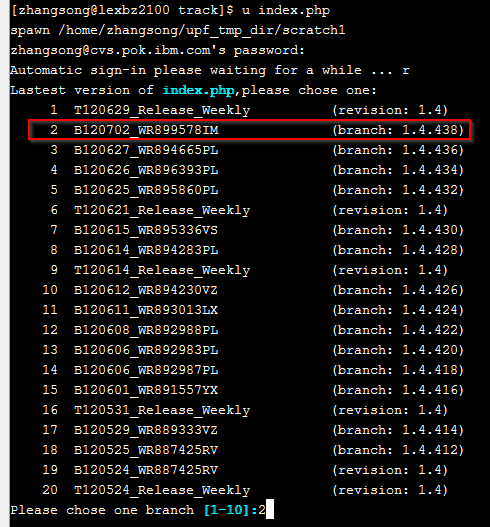 [zhangsong@lexbz2100 track]$ u index.php
spawn /home/zhangsong/upf_tmp_dir/scratch1
zhangsong@cvs.pok.ibm.com's password:
Automatic sign-in please waiting for a while ... r
Lastest version of index.php,please chose one:
1 T120629_Release_Weekly (revision: 1.4)
2 B120702_WR899578IM (branch: 1.4.438)
3 B120627_WR894665PL (branch: 1.4.436)
4 B120626_WR896393PL (branch: 1.4.434)
5 B120625_WR895860PL (branch: 1.4.432)
6 T120621_Release_Weekly (revision: 1.4)
7 B120615_WR895336VS (branch: 1.4.430)
8 B120614_WR894283PL (branch: 1.4.428)
9 T120614_Release_Weekly (revision: 1.4)
10 B120612_WR894230VZ (branch: 1.4.426)
11 B120611_WR893013LX (branch: 1.4.424)
12 B120608_WR892988PL (branch: 1.4.422)
13 B120606_WR892983PL (branch: 1.4.420)
14 B120606_WR892987PL (branch: 1.4.418)
15 B120601_WR891557YX (branch: 1.4.416)
16 T120531_Release_Weekly (revision: 1.4)
17 B120529_WR889333VZ (branch: 1.4.414)
18 B120525_WR887425RV (branch: 1.4.412)
19 B120524_WR887425RV (revision: 1.4)
20 T120524_Release_Weekly (revision: 1.4)
Please chose one branch [1-10]:2